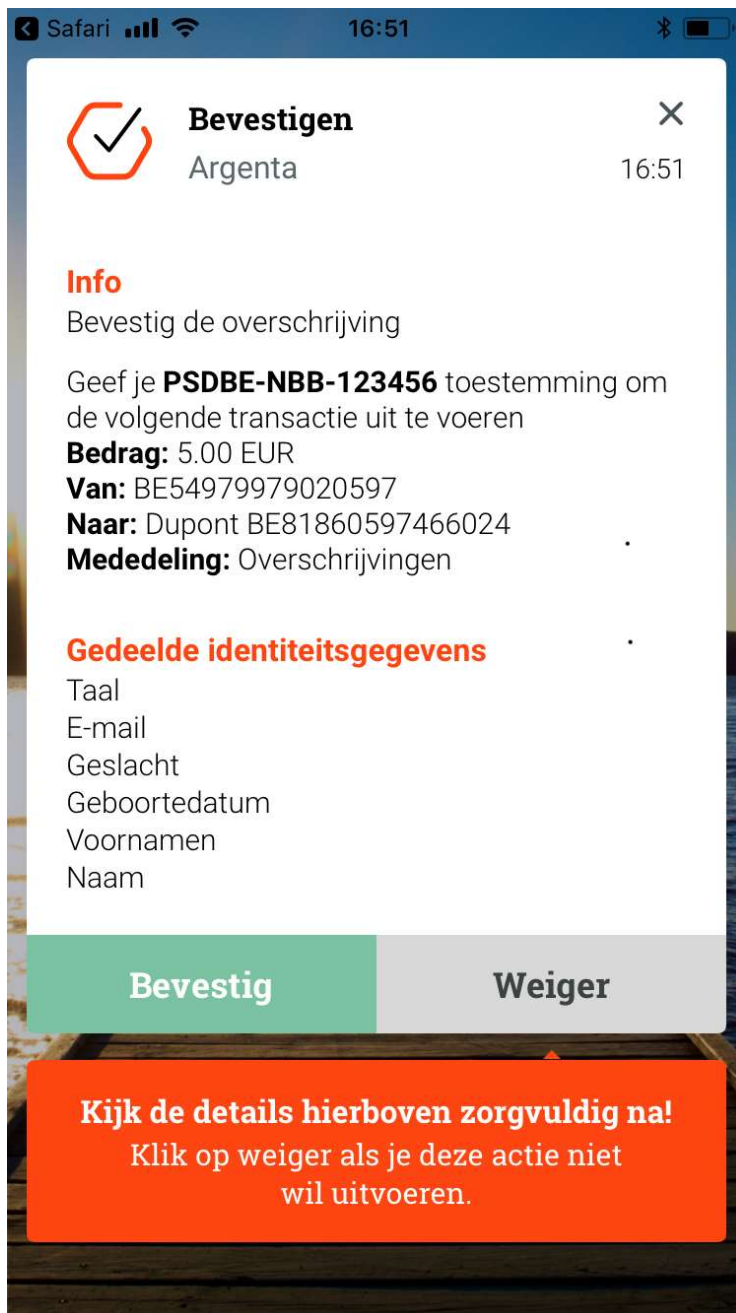 Safari 16:51
Bevestigen
Argenta 16:51
Info
Bevestig de overschrijving
Geef je PSDBE-NBB-123456 toestemming om
de volgende transactie uit te voeren
Bedrag: 5.00 EUR
Van: BE54979979020597
Naar: Dupont BE81860597466024
Mededeling: Overschrijvingen
Gedeelde identiteitsgegevens
Taal
E-mail
Geslacht
Geboortedatum
Voornamen
Naam
Bevestig Weiger
Kijk de details hierboven zorgvuldig na!
Klik op weiger als je deze actie niet
wil uitvoeren.